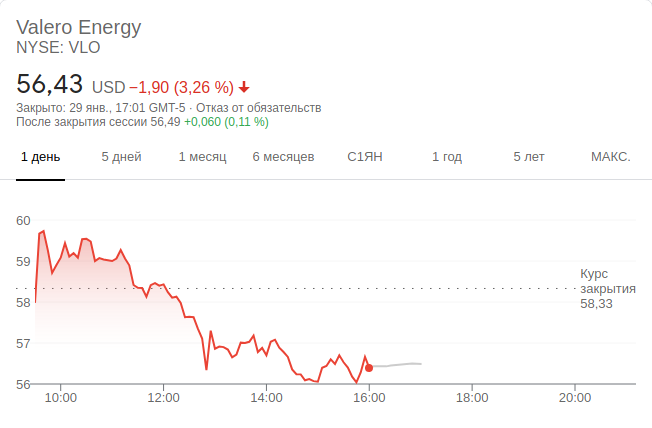 Valero Energy
NYSE: VLO
56,43 USD −1,90 (3,26 %)
Закрыто: 29 янв., 17:01 GMT-5 · Отказ от обязательств
После закрытия сессии 56,49 +0,060 (0,11 %)
1 день 5 дней 1 месяц 6 месяцев С1ЯН 1 год 5 лет МАКС.
60
59
Курс
закрытия
58,33
58
57
56
10:00 12:00 14:00 16:00 18:00 20:00